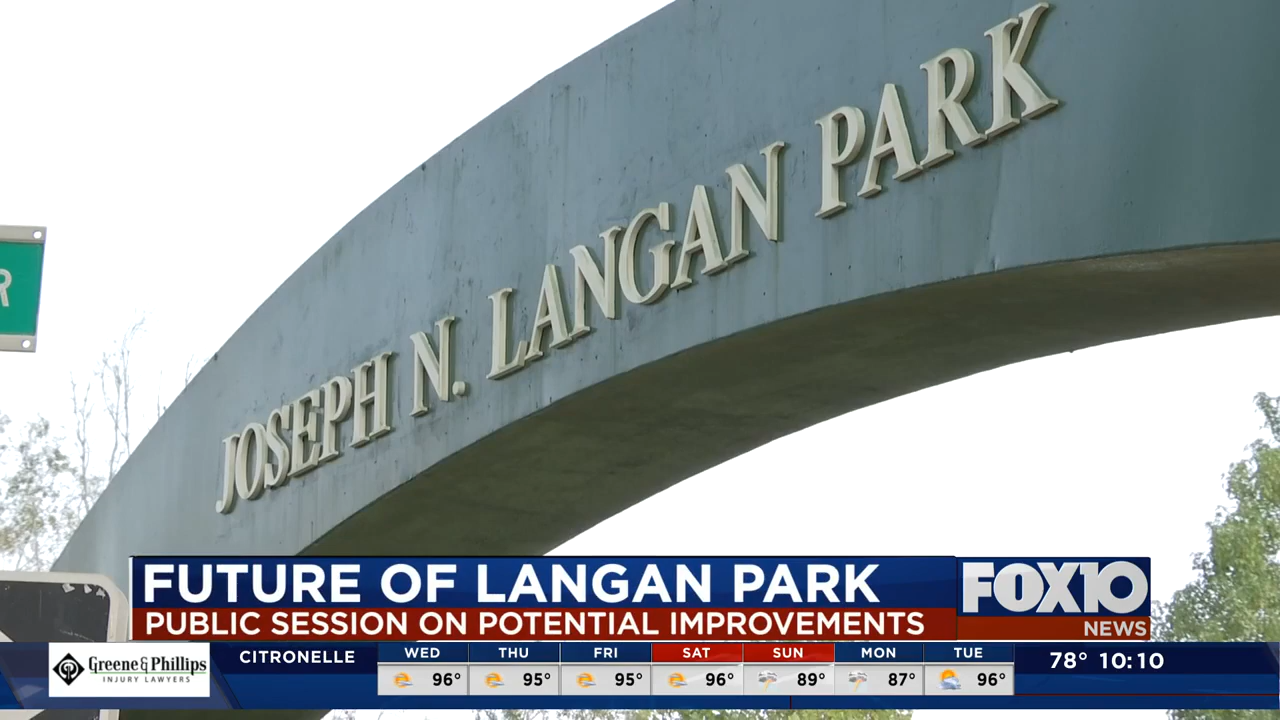 JOSEPH N. LANGAN PARK
R
FUTURE OF LANGAN PARK
PUBLIC SESSION ON POTENTIAL IMPROVEMENTS
FOX10
NEWS
Greene & Phillips
INJURY LAWYERS
CITRONELLE
WED THU FRI SAT SUN MON TUE
96° 95° 95° 96° 89° 87° 96°
78° 10:10